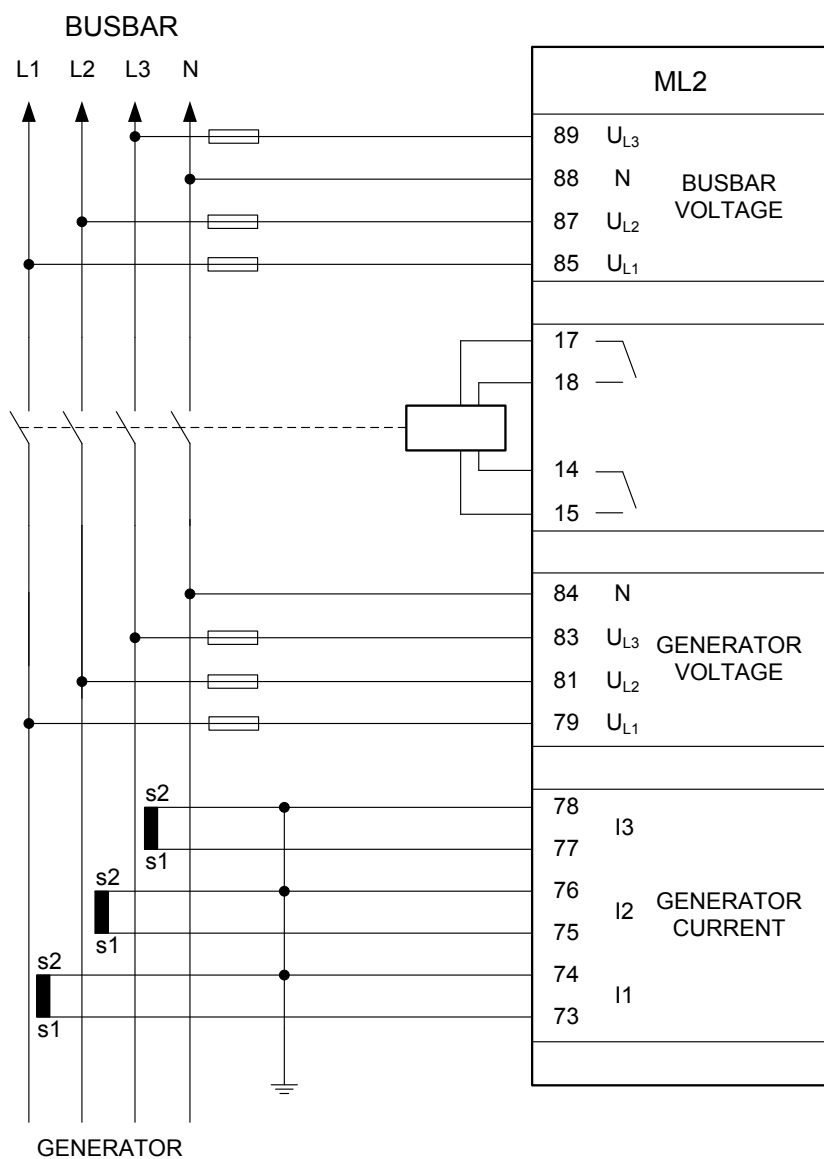 BUSBAR
L1 L2 L3 N
ML2
89 UL3
88 N
87 UL2
85 UL1
BUSBAR
VOLTAGE
17
18
14
15
84 N
83 UL3
81 UL2
79 UL1
GENERATOR
VOLTAGE
s2
s1
s2
s1
s2
s1
78
77
I3
76
75
I2
74
73
I1
GENERATOR
CURRENT
GENERATOR